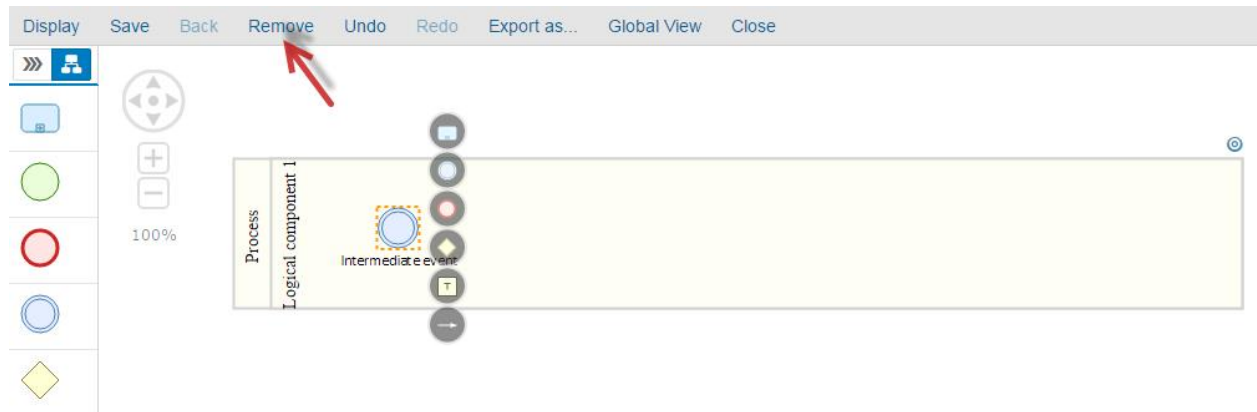 Display Save Back Remove Undo Redo Export as... Global View Close
100%
Process
Logical component 1
Intermediate event
T